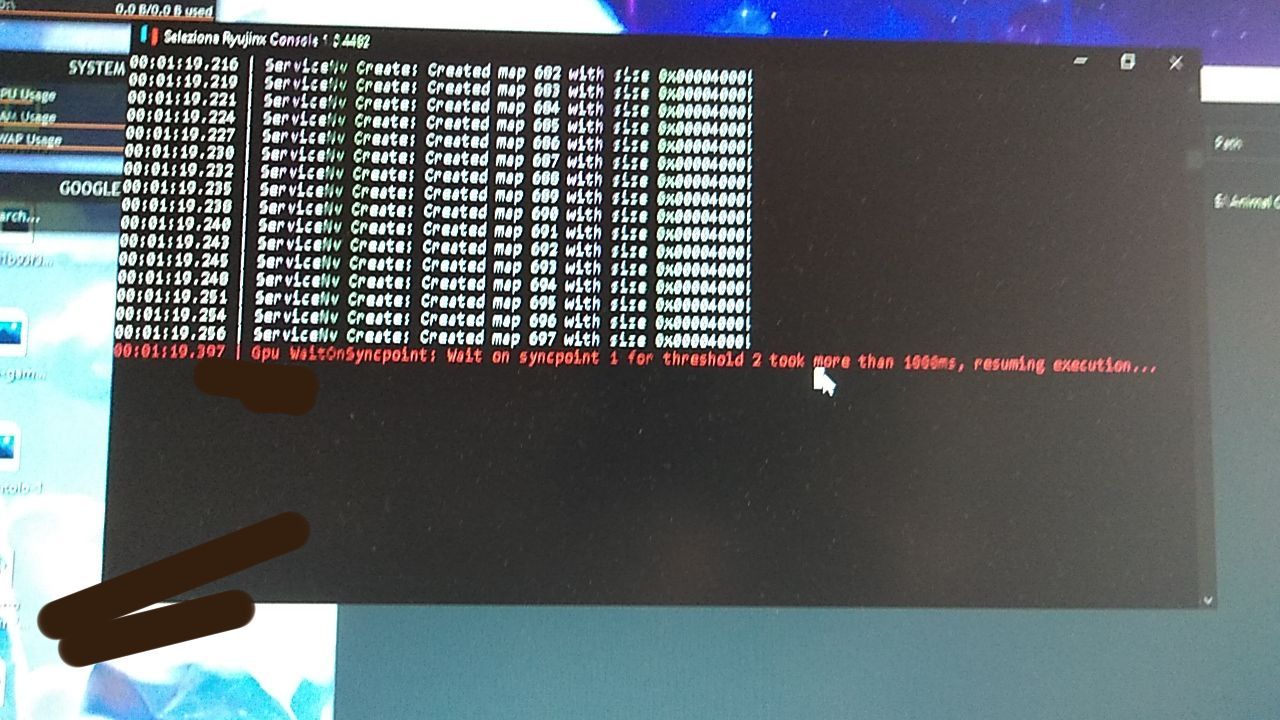 0.0 B/0.0 B used
Seleziona Ryujinx Console
SYSTEM
PU Usage
AM Usage
WAP Usage
GOOGLE
arch...
00:01:19.216 | ServiceNv Create: Created map 682 with size 0x00004000!
00:01:19.219 | ServiceNv Create: Created map 683 with size 0x00004000!
00:01:19.221 | ServiceNv Create: Created map 684 with size 0x00004000!
00:01:19.224 | ServiceNv Create: Created map 685 with size 0x00004000!
00:01:19.227 | ServiceNv Create: Created map 686 with size 0x00004000!
00:01:19.230 | ServiceNv Create: Created map 687 with size 0x00004000!
00:01:19.232 | ServiceNv Create: Created map 688 with size 0x00004000!
00:01:19.235 | ServiceNv Create: Created map 689 with size 0x00004000!
00:01:19.238 | ServiceNv Create: Created map 690 with size 0x00004000!
00:01:19.240 | ServiceNv Create: Created map 691 with size 0x00004000!
00:01:19.243 | ServiceNv Create: Created map 692 with size 0x00004000!
00:01:19.245 | ServiceNv Create: Created map 693 with size 0x00004000!
00:01:19.248 | ServiceNv Create: Created map 694 with size 0x00004000!
00:01:19.251 | ServiceNv Create: Created map 695 with size 0x00004000!
00:01:19.254 | ServiceNv Create: Created map 696 with size 0x00004000!
00:01:19.256 | ServiceNv Create: Created map 697 with size 0x00004000!
00:01:19.397 | Gpu WaitOnSyncpoint: Wait on syncpoint 1 for threshold 2 took more than 1000ms, resuming execution...
Path
E:\Animal C